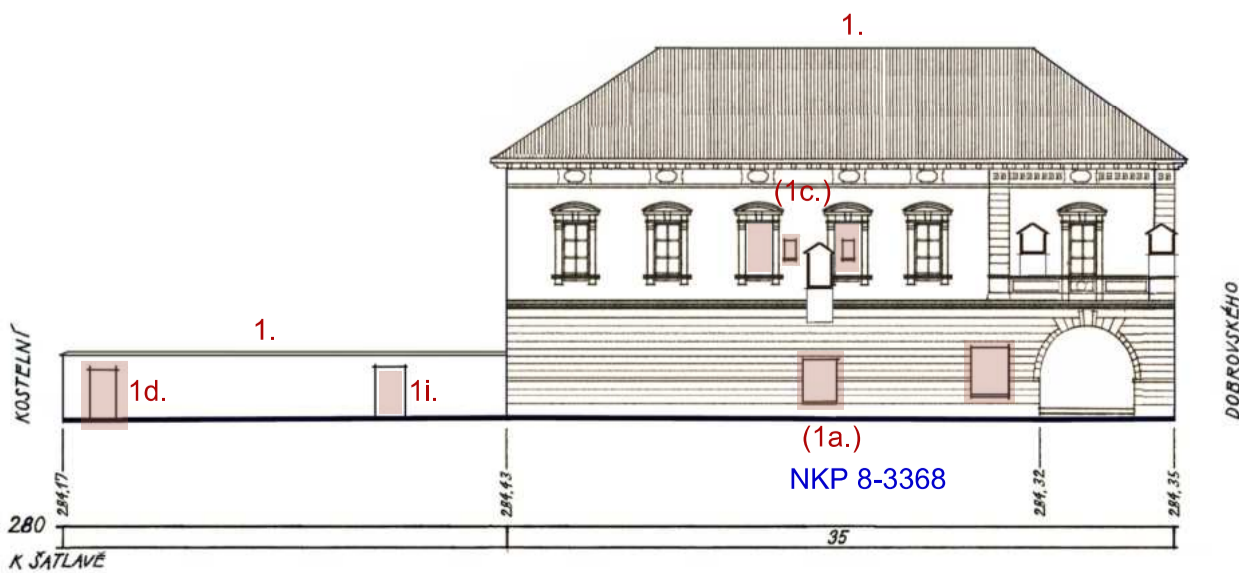 1.
(1c.)
1.
1d.
1i.
(1a.)
NKP 8-3368
KOSTELNÍ
DOBROVSKÉHO
284,17
284,43
284,32
284,35
280
35
K ŠATLAVĚ